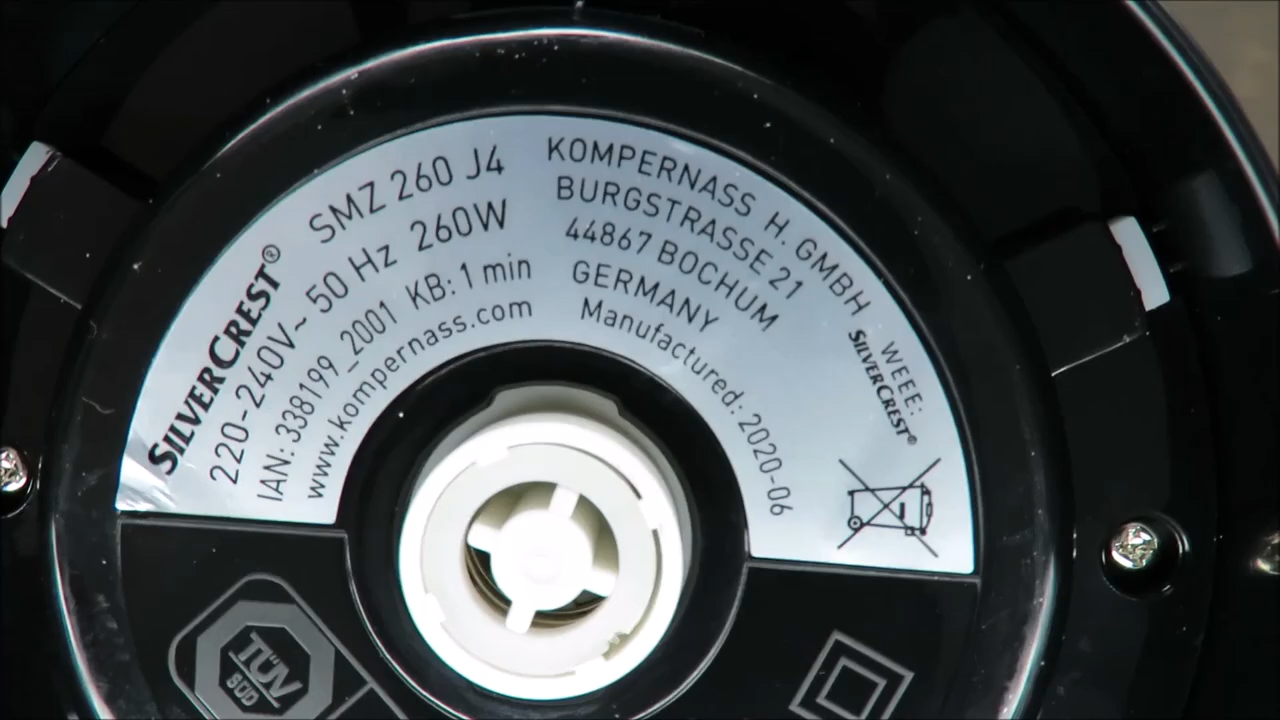 SILVERCREST®
SMZ 260 J4
220-240V~ 50 Hz 260W
IAN: 338199_2001 KB: 1 min
www.kompernass.com
KOMPERNASS H. GMBH
BURGSTRASSE 21
44867 BOCHUM
GERMANY
Manufactured: 2020-06
WEEE:
SILVERCREST®
TÜV
SÜD